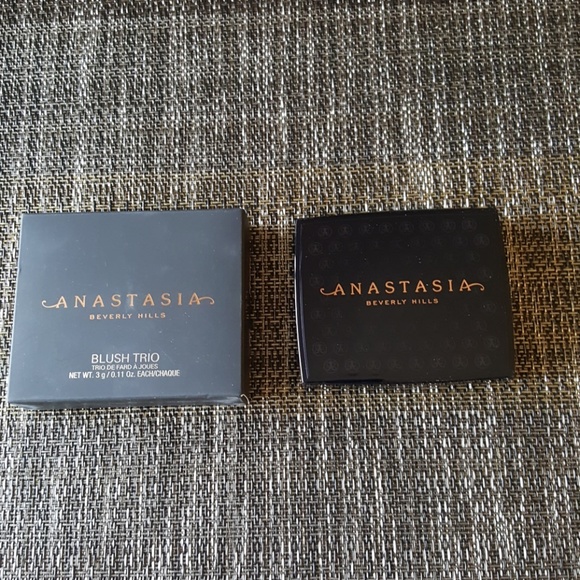 ANASTASIA
BEVERLY HILLS
BLUSH TRIO
TRIO DE FARD À JOUES
NET WT. 3 g / 0.11 Oz. EACH/CHAQUE
ANASTASIA
BEVERLY HILLS